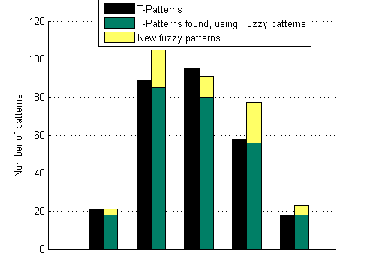 T-Patterns
T-Patterns found, using Fuzzy patterns
New fuzzy patterns
120
100
80
60
40
20
0
Number of patterns